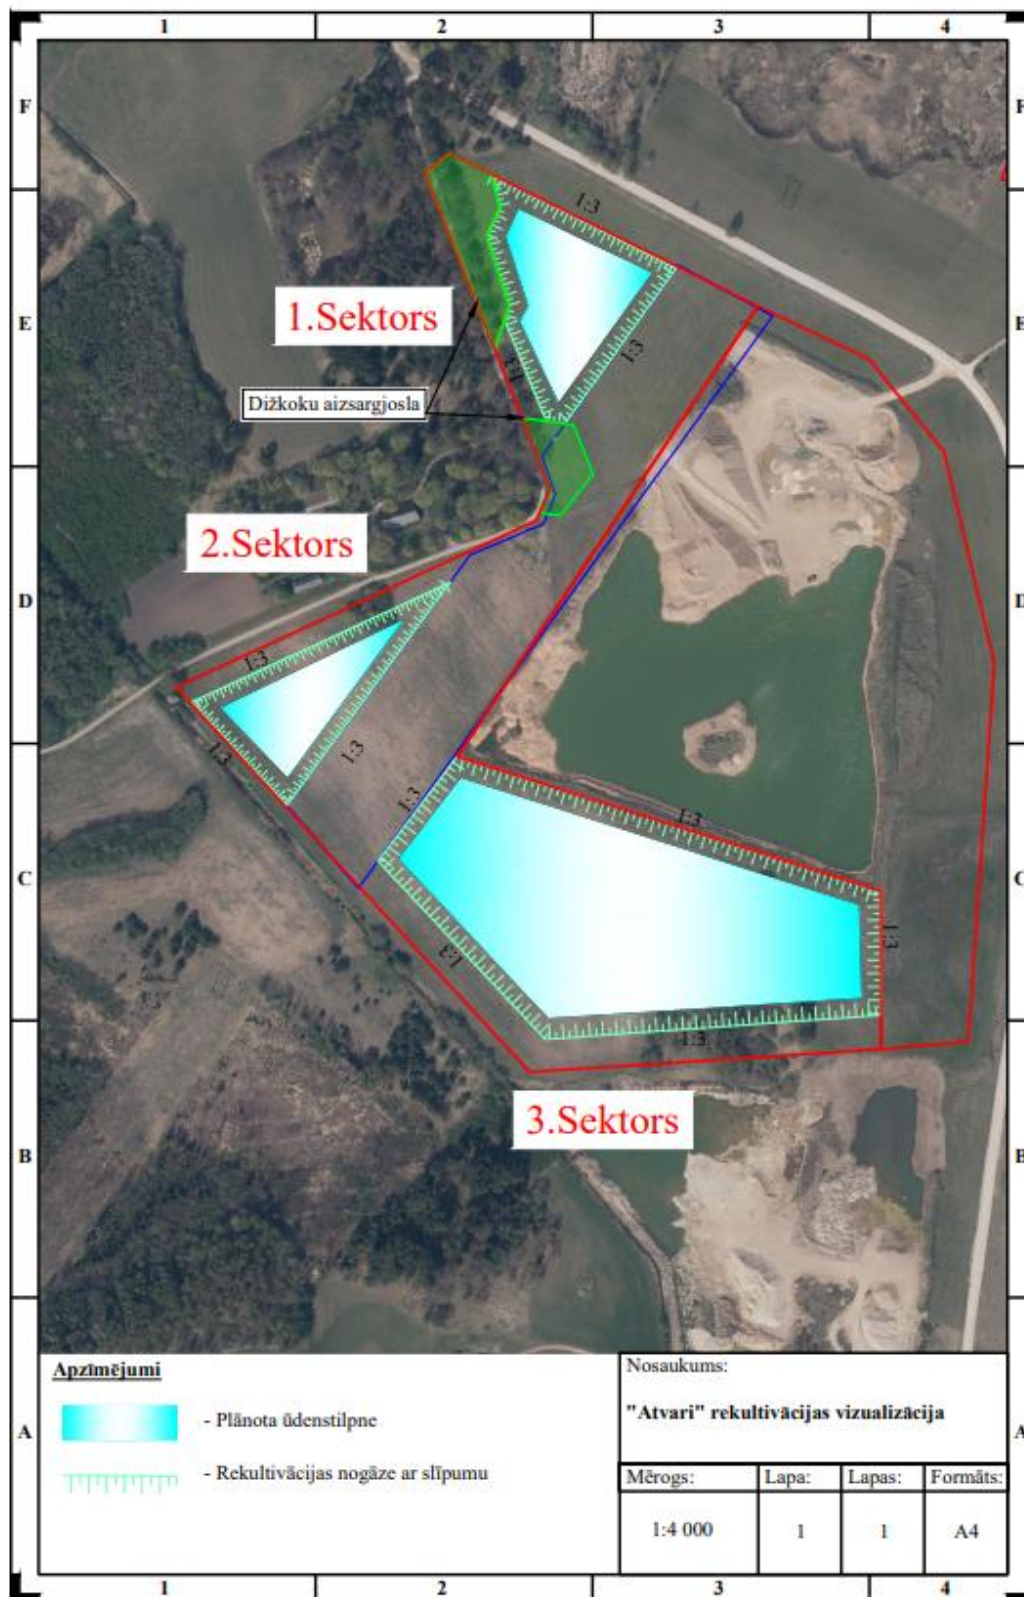 1 2 3 4
F F
1:3
E 1.Sektors E
1:3 1:3
Dižkoku aizsargjosla
2.Sektors
D D
1:3
1:3 1:3
1:3 1:3
C C
1:3 1:3
1:3
3.Sektors
B B
Apzīmējumi
- Plānota ūdenstilpne
- Rekultivācijas nogāze ar slīpumu
A A
Nosaukums:
"Atvari" rekultivācijas vizualizācija
Mērogs: Lapa: Lapas: Formāts:
1:4 000 1 1 A4
1 2 3 4